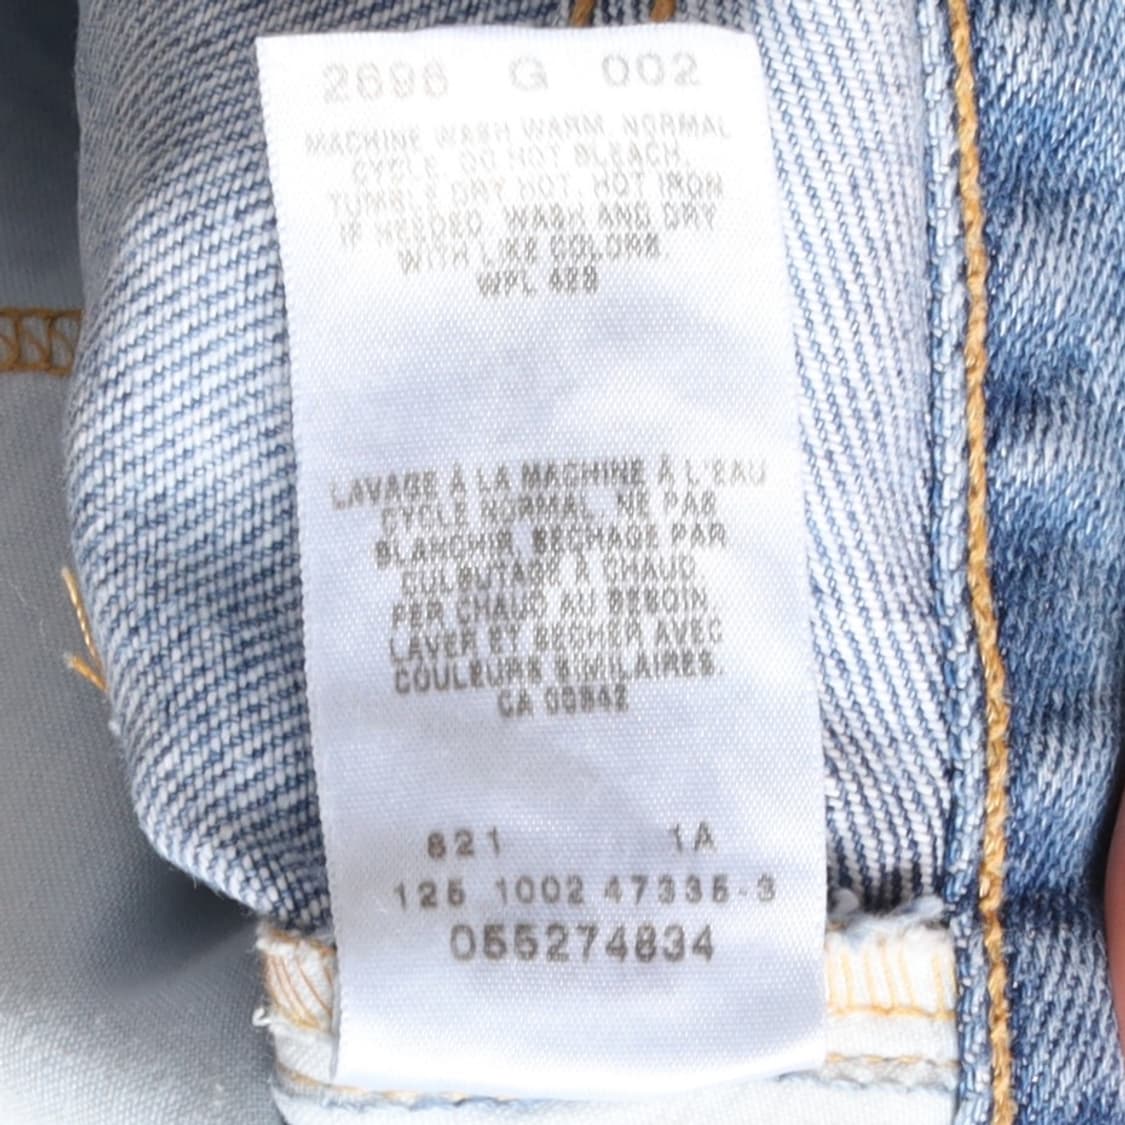 2696 G 002
MACHINE WASH WARM, NORMAL
CYCLE. DO NOT BLEACH.
TUMBLE DRY HOT. HOT IRON
IF NEEDED. WASH AND DRY
WITH LIKE COLORS.
WPL 423
LAVAGE À LA MACHINE À L'EAU
CYCLE NORMAL. NE PAS
BLANCHIR, SECHAGE PAR
CULBUTAGE À CHAUD.
PER CHAUD AU BESOIN.
LAVER ET SECHER AVEC
COULEURS SIMILAIRES.
CA 00342
821 1A
125 1002 47335-3
055274834